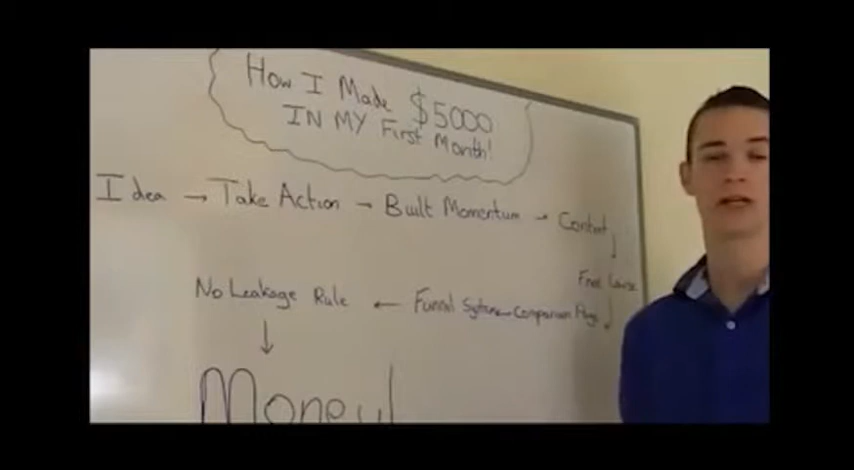 How I Made $5000
IN MY First Month!
Idea → Take Action → Built Momentum → Content
↓
Free Course
↓
No Leakage Rule ← Funnel System ← Comparison Page
↓
Money!